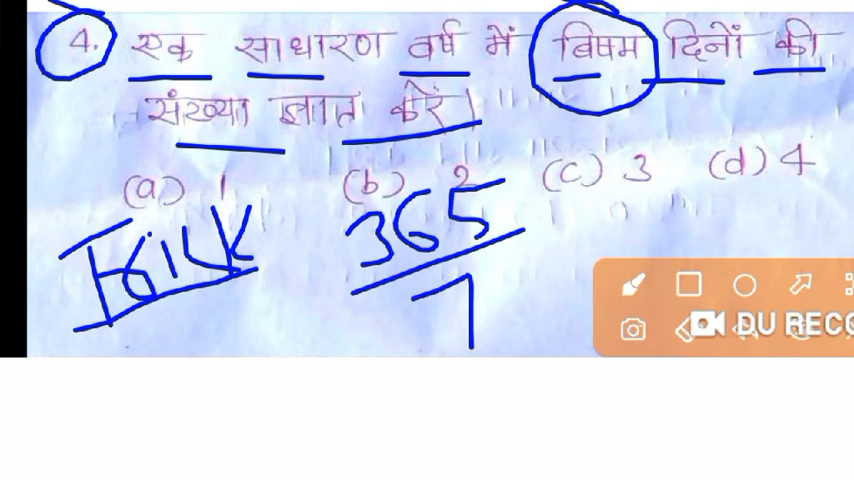 4. एक साधारण वर्ष में विषम दिनों की
संख्या ज्ञात करें।
(a) 1 (b) 2 (c) 3 (d) 4
Trick 365
7
DU RECO